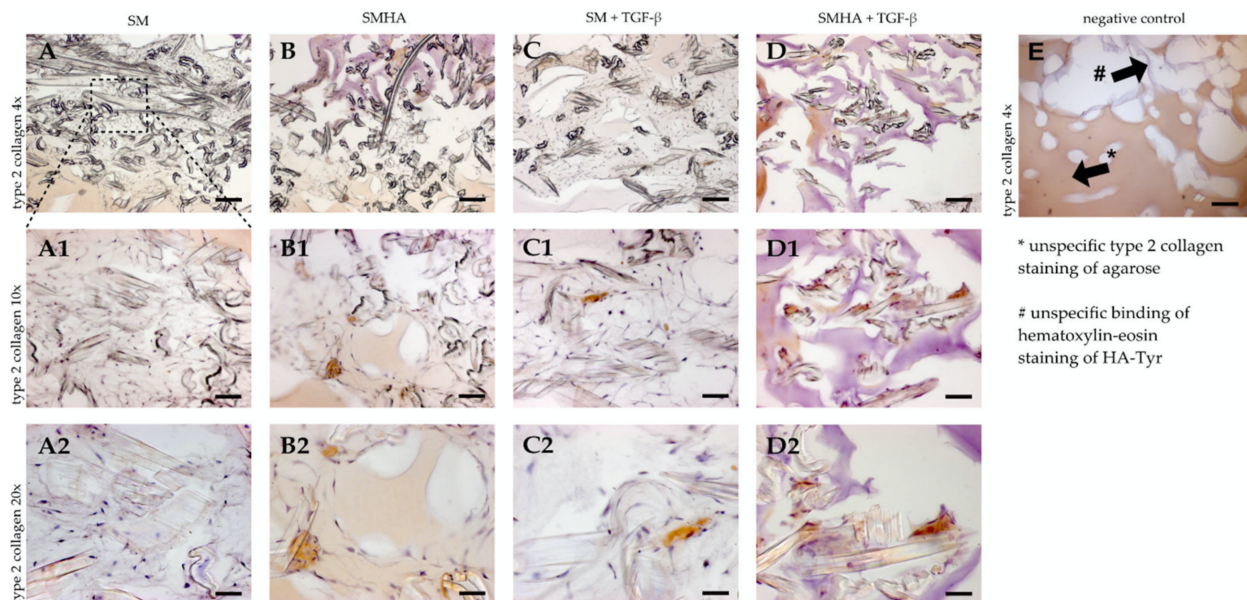 SM
SMHA
SM + TGF-β
SMHA + TGF-β
negative control
type 2 collagen 4x
A
B
C
D
type 2 collagen 4x
E
#
*
type 2 collagen 10x
A1
B1
C1
D1
* unspecific type 2 collagen
staining of agarose
# unspecific binding of
hematoxylin-eosin
staining of HA-Tyr
type 2 collagen 20x
A2
B2
C2
D2